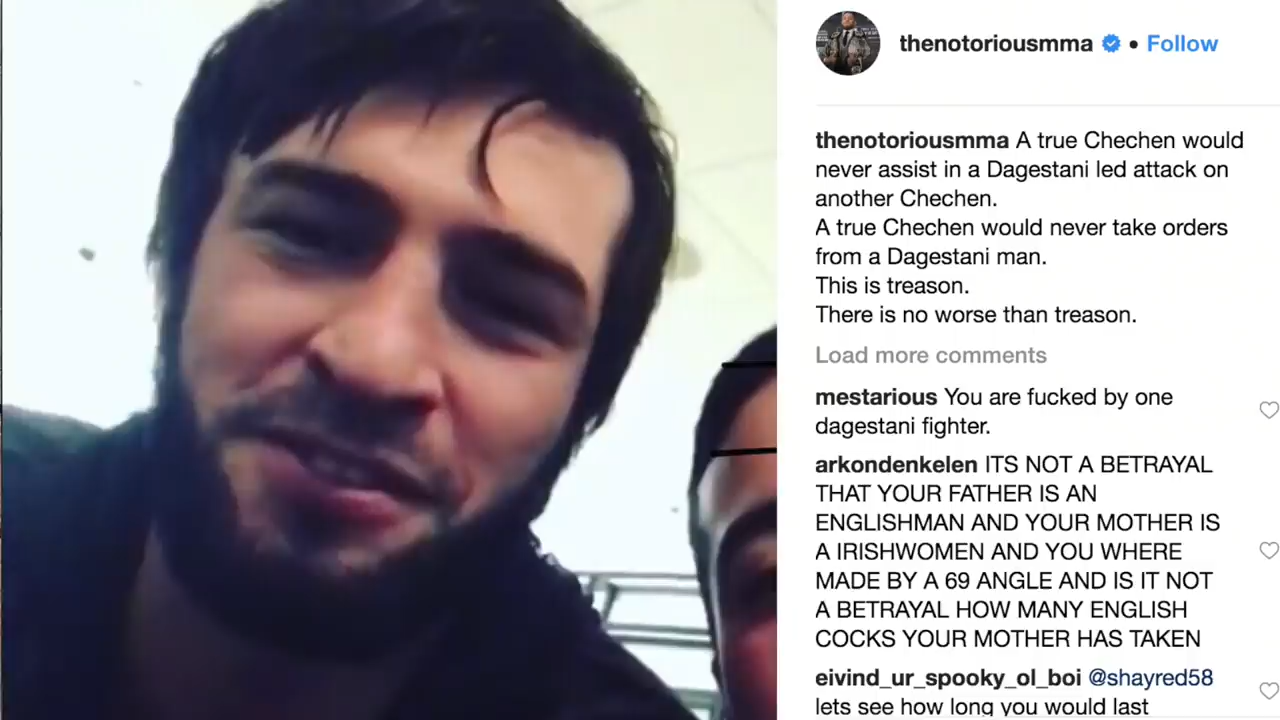 thenotoriousmma • Follow
thenotoriousmma A true Chechen would
never assist in a Dagestani led attack on
another Chechen.
A true Chechen would never take orders
from a Dagestani man.
This is treason.
There is no worse than treason.
Load more comments
mestarious You are fucked by one
dagestani fighter.
arkondenkelen ITS NOT A BETRAYAL
THAT YOUR FATHER IS AN
ENGLISHMAN AND YOUR MOTHER IS
A IRISHWOMEN AND YOU WHERE
MADE BY A 69 ANGLE AND IS IT NOT
A BETRAYAL HOW MANY ENGLISH
COCKS YOUR MOTHER HAS TAKEN
eivind_ur_spooky_ol_boi @shayred58
lets see how long you would last